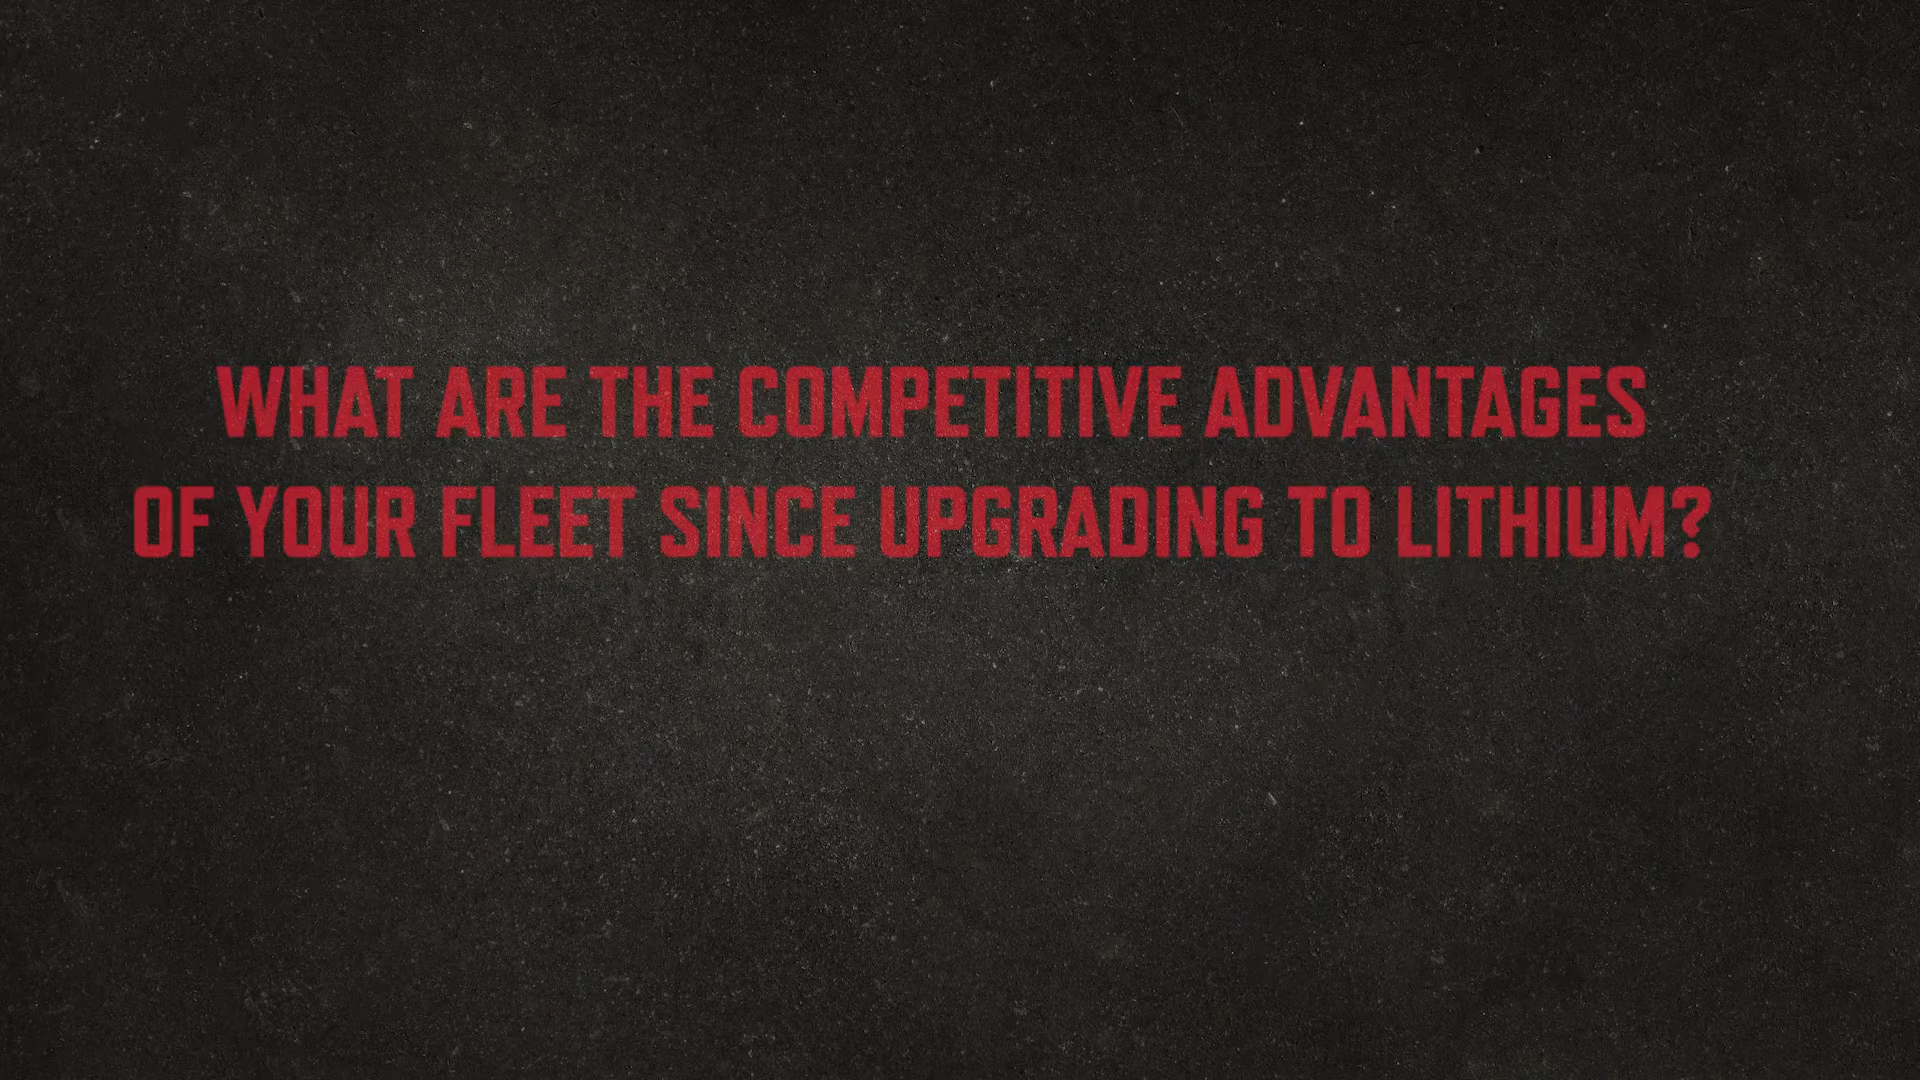 WHAT ARE THE COMPETITIVE ADVANTAGES
OF YOUR FLEET SINCE UPGRADING TO LITHIUM?